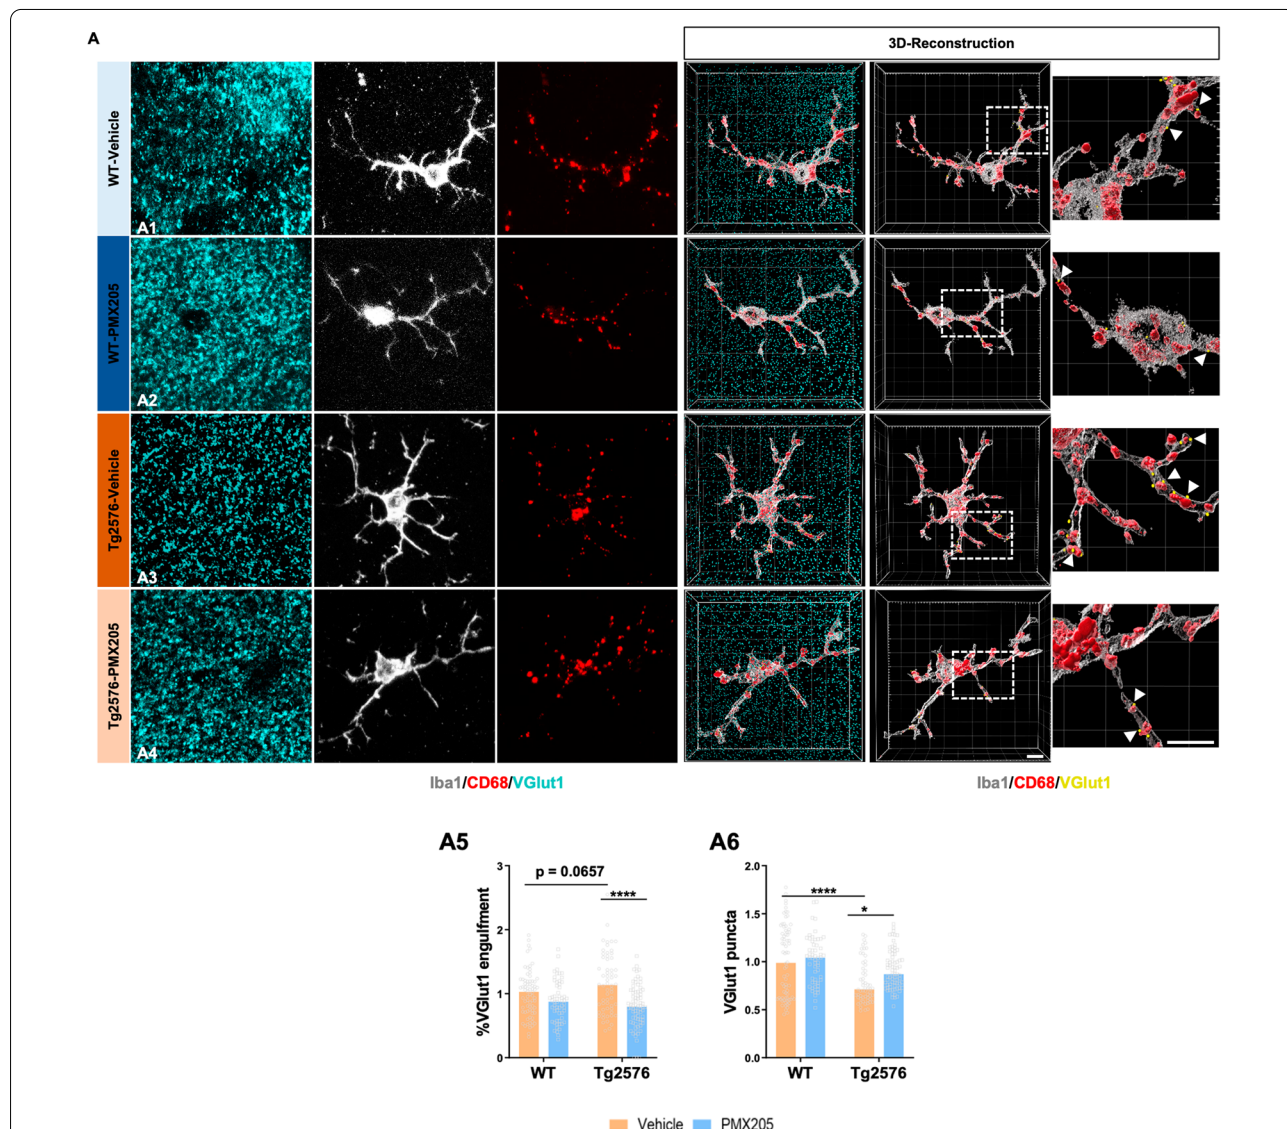 A
3D-Reconstruction
WT-Vehicle
A1
WT-PMX205
A2
Tg2576-Vehicle
A3
Tg2576-PMX205
A4
Iba1/CD68/VGlut1
Iba1/CD68/VGlut1
A5
A6
%VGlut1 engulfment
3
2
1
0
p = 0.0657
****
WT
Tg2576
VGlut1 puncta
2.0
1.5
1.0
0.5
0.0
****
*
WT
Tg2576
Vehicle
PMX205